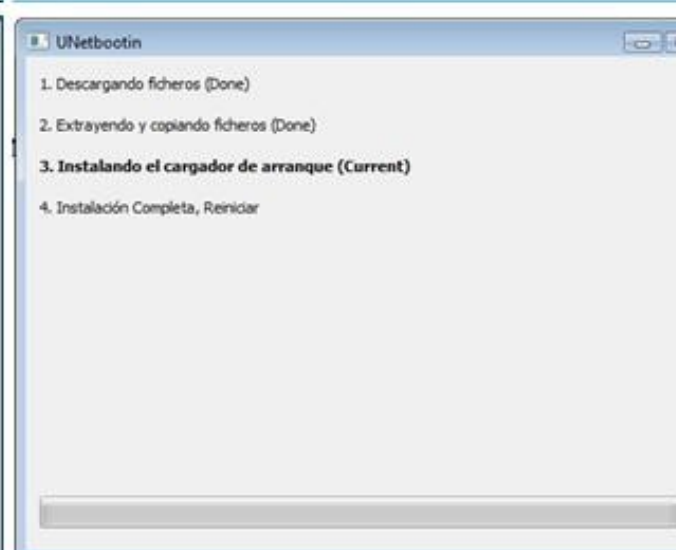 UNetbootin
1. Descargando ficheros (Done)
2. Extrayendo y copiando ficheros (Done)
3. Instalando el cargador de arranque (Current)
4. Instalación Completa, Reiniciar